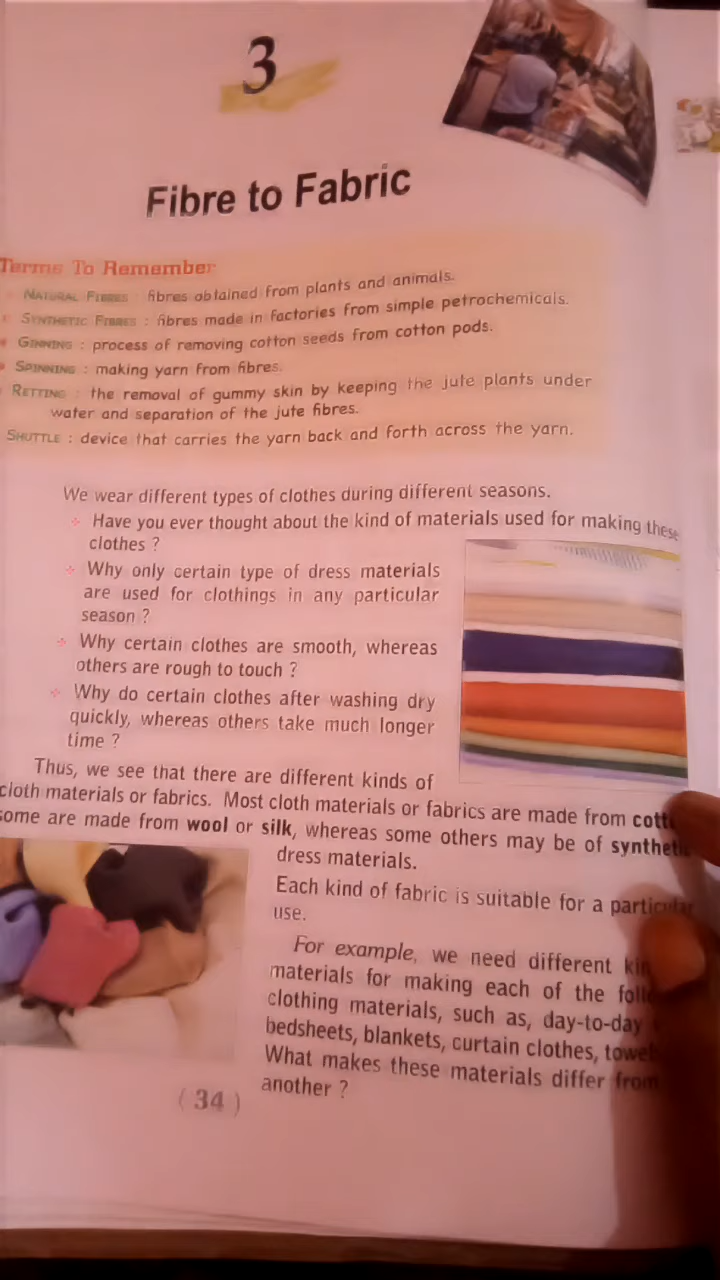 3
Fibre to Fabric
Terms To Remember
NATURAL FIBRES : fibres obtained from plants and animals.
SYNTHETIC FIBRES : fibres made in factories from simple petrochemicals.
GINNING : process of removing cotton seeds from cotton pods.
SPINNING : making yarn from fibres.
RETTING : the removal of gummy skin by keeping the jute plants under
water and separation of the jute fibres.
SHUTTLE : device that carries the yarn back and forth across the yarn.
We wear different types of clothes during different seasons.
Have you ever thought about the kind of materials used for making these
clothes ?
Why only certain type of dress materials
are used for clothings in any particular
season ?
Why certain clothes are smooth, whereas
others are rough to touch ?
Why do certain clothes after washing dry
quickly, whereas others take much longer
time ?
Thus, we see that there are different kinds of
cloth materials or fabrics. Most cloth materials or fabrics are made from
some are made from wool or silk, whereas some others may be of synthetic
dress materials.
Each kind of fabric is suitable for a particular
use.
For example, we need different
materials for making each of the
clothing materials, such as, day-to-day
bedsheets, blankets, curtain clothes,
What makes these materials differ from
another ?
( 34 )